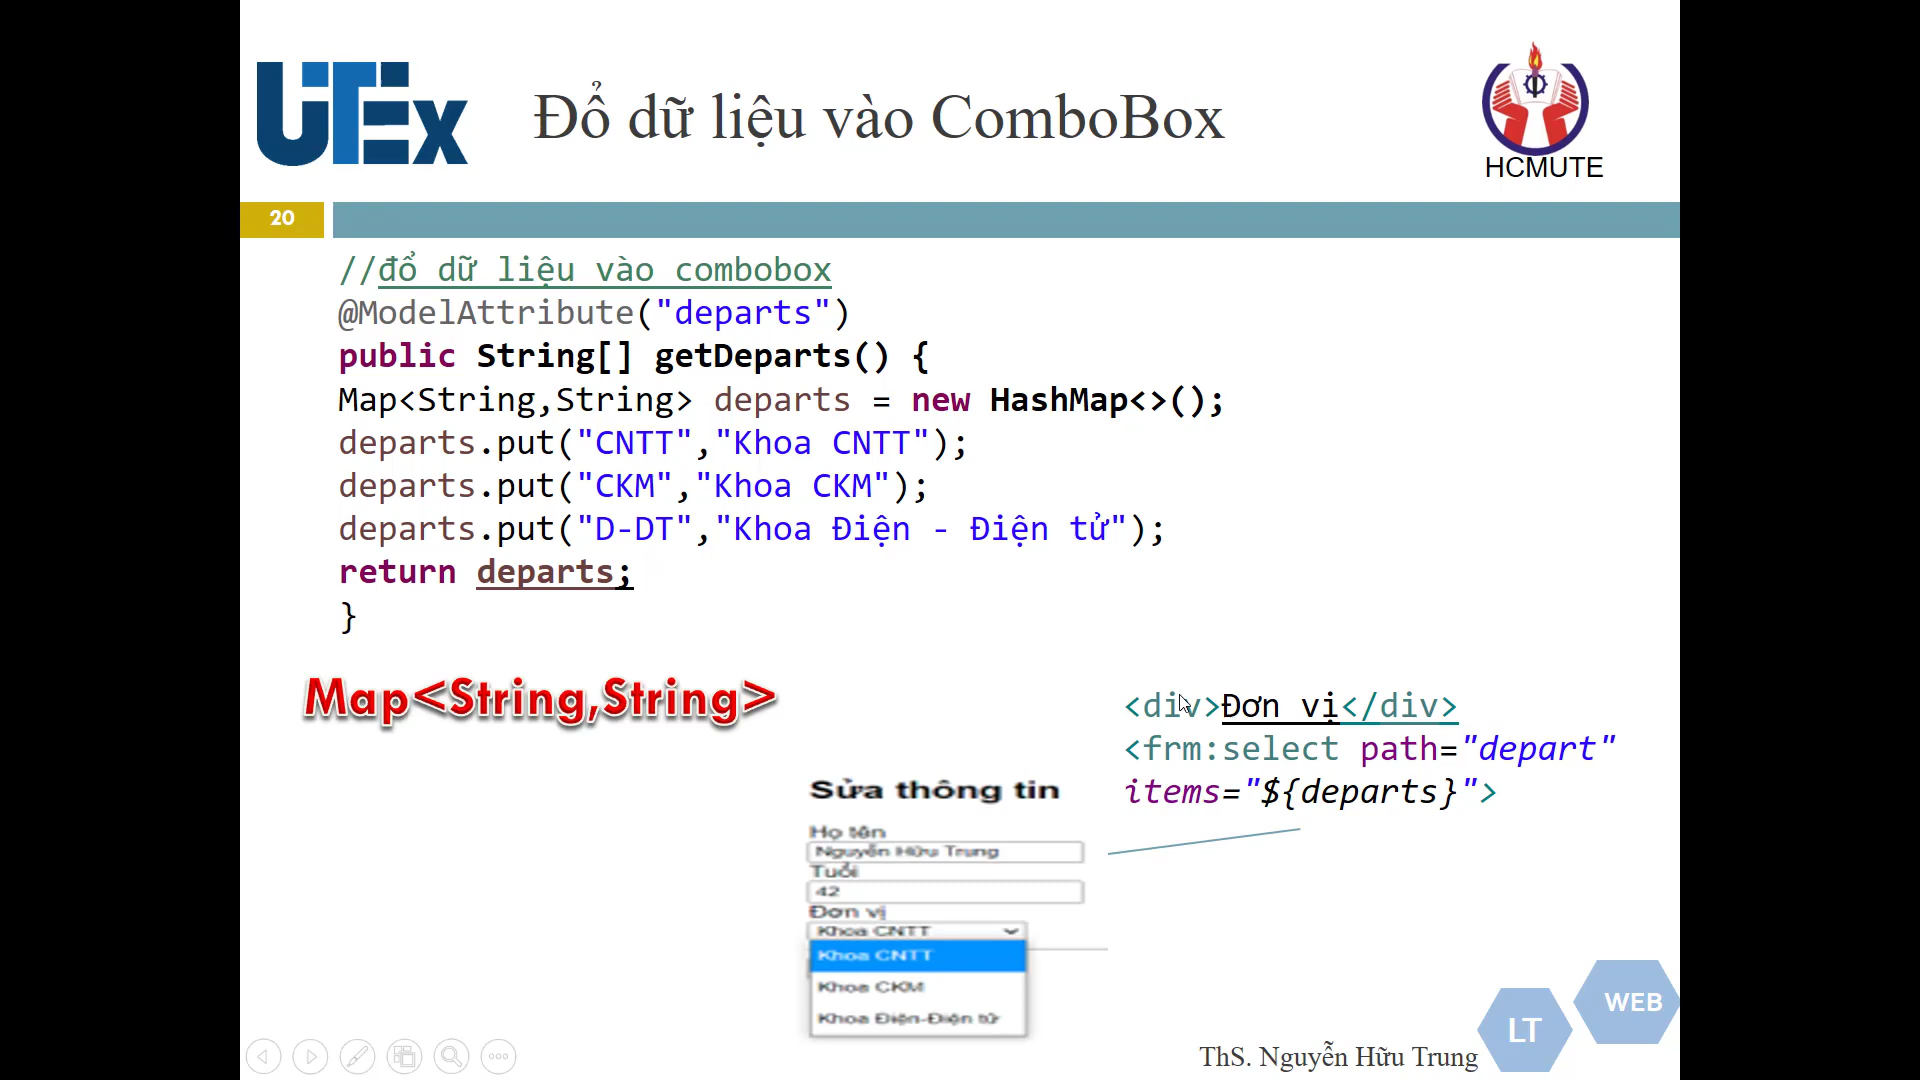 UTEx
Đổ dữ liệu vào ComboBox
HCMUTE
20
//đổ dữ liệu vào combobox
@ModelAttribute("departs")
public String[] getDeparts() {
Map<String,String> departs = new HashMap<>();
departs.put("CNTT","Khoa CNTT");
departs.put("CKM","Khoa CKM");
departs.put("D-DT","Khoa Điện - Điện tử");
return departs;
}
Map<String,String>
<div>Đơn vị</div>
<frm:select path="depart"
items="${departs}">
Sửa thông tin
Họ tên
Nguyễn Hữu Trung
Tuổi
42
Đơn vị
Khoa CNTT
Khoa CNTT
Khoa CKM
Khoa Điện-Điện tử
ThS. Nguyễn Hữu Trung
LT
WEB